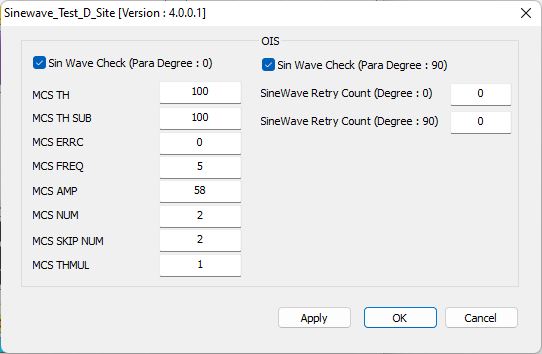 Sinewave_Test_D_Site [Version : 4.0.0.1]
OIS
Sin Wave Check (Para Degree : 0)
Sin Wave Check (Para Degree : 90)
MCS TH 100
SineWave Retry Count (Degree : 0) 0
MCS TH SUB 100
SineWave Retry Count (Degree : 90) 0
MCS ERRC 0
MCS FREQ 5
MCS AMP 58
MCS NUM 2
MCS SKIP NUM 2
MCS THMUL 1
Apply OK Cancel